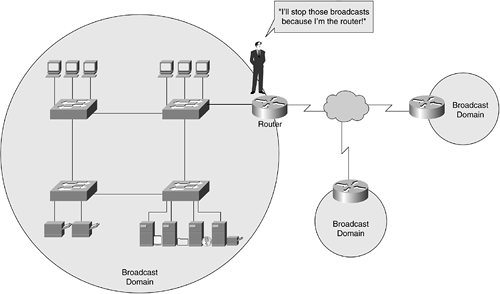 "I'll stop those broadcasts
because I'm the router!"
Router
Broadcast
Domain
Broadcast
Domain
Broadcast
Domain